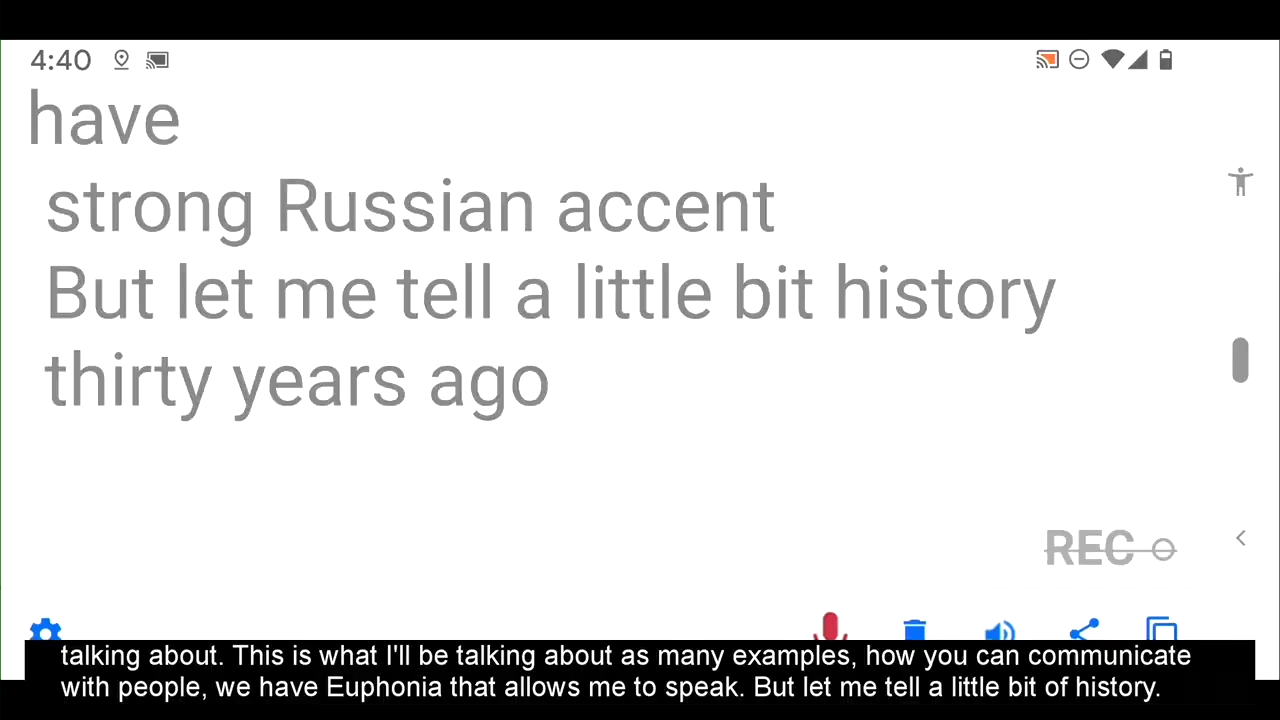 4:40
have
strong Russian accent
But let me tell a little bit history
thirty years ago
REC
talking about. This is what I'll be talking about as many examples, how you can communicate
with people, we have Euphonia that allows me to speak. But let me tell a little bit of history.